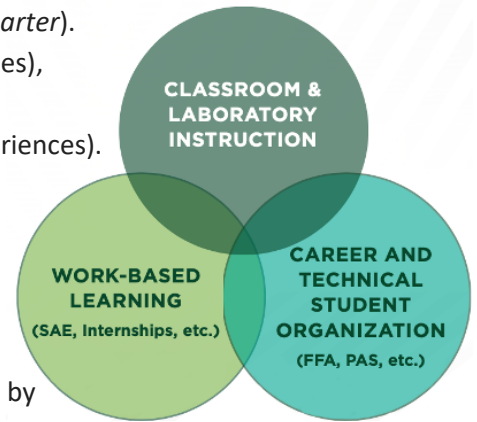 arter).
es),
riences).
CLASSROOM &
LABORATORY
INSTRUCTION
WORK-BASED
LEARNING
(SAE, Internships, etc.)
CAREER AND
TECHNICAL
STUDENT
ORGANIZATION
(FFA, PAS, etc.)
by